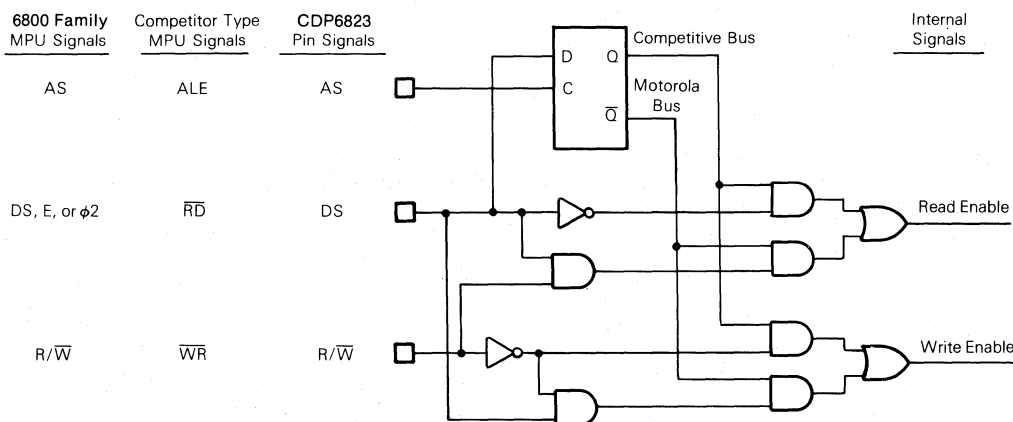 6800 Family
MPU Signals
Competitor Type
MPU Signals
CDP6823
Pin Signals
Internal
Signals
AS
ALE
AS
D
Q
C
Q̅
Competitive Bus
Motorola
Bus
DS, E, or ϕ2
R̅D̅
DS
Read Enable
R/W̅
W̅R̅
R/W̅
Write Enable